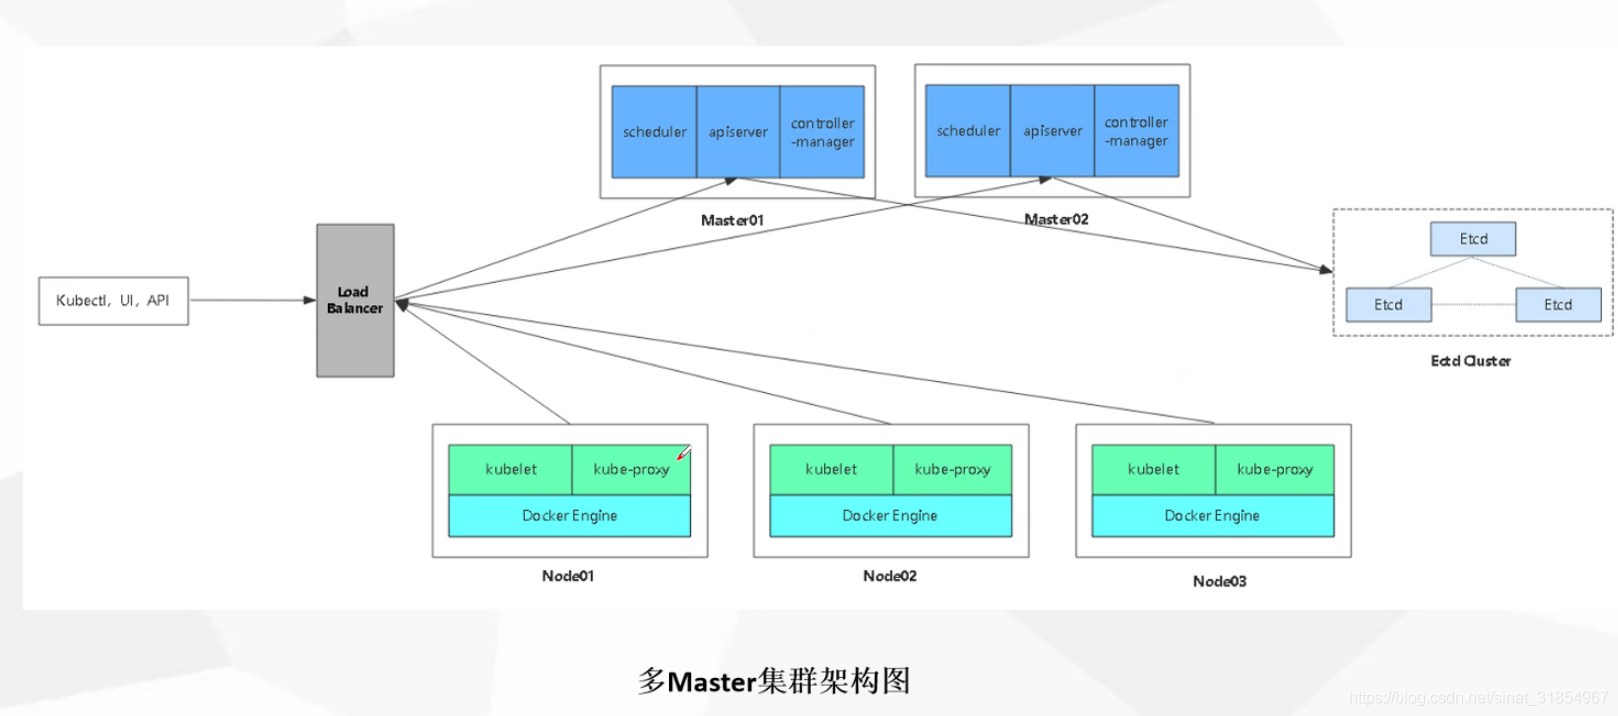 scheduler
apiserver
controller
-manager
scheduler
apiserver
controller
-manager
Master01
Master02
Kubectl，UI，API
Load
Balancer
Etcd
Etcd
Etcd
Ectd Cluster
kubelet
kube-proxy
Docker Engine
kubelet
kube-proxy
Docker Engine
kubelet
kube-proxy
Docker Engine
Node01
Node02
Node03
多Master集群架构图
https://blog.csdn.net/sinat_31854967